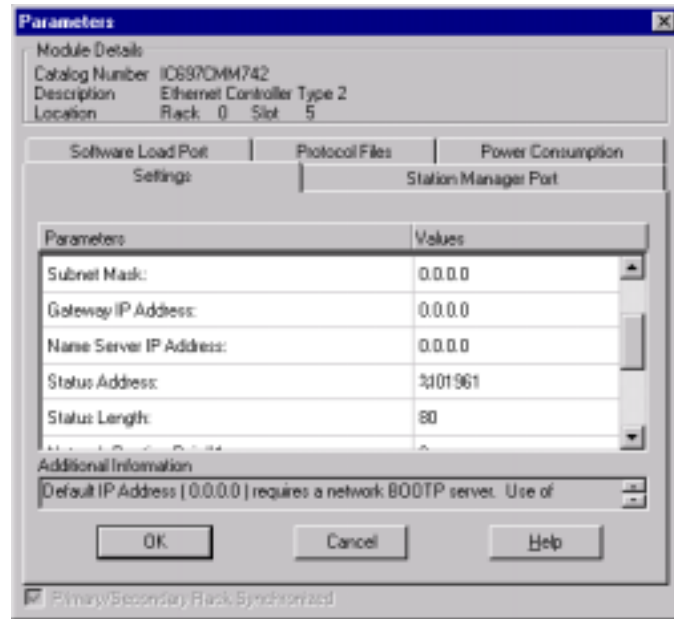 Parameters
Module Details
Catalog Number IC697CMM742
Description Ethernet Controller Type 2
Location Rack 0 Slot 5
Software Load Port Protocol Files Power Consumption
Settings Station Manager Port
Parameters Values
Subnet Mask: 0.0.0.0
Gateway IP Address: 0.0.0.0
Name Server IP Address: 0.0.0.0
Status Address: %I01961
Status Length: 80
Additional Information
Default IP Address ( 0.0.0.0 ) requires a network BOOTP server. Use of
OK Cancel Help
Primary/Secondary Rack Synchronized